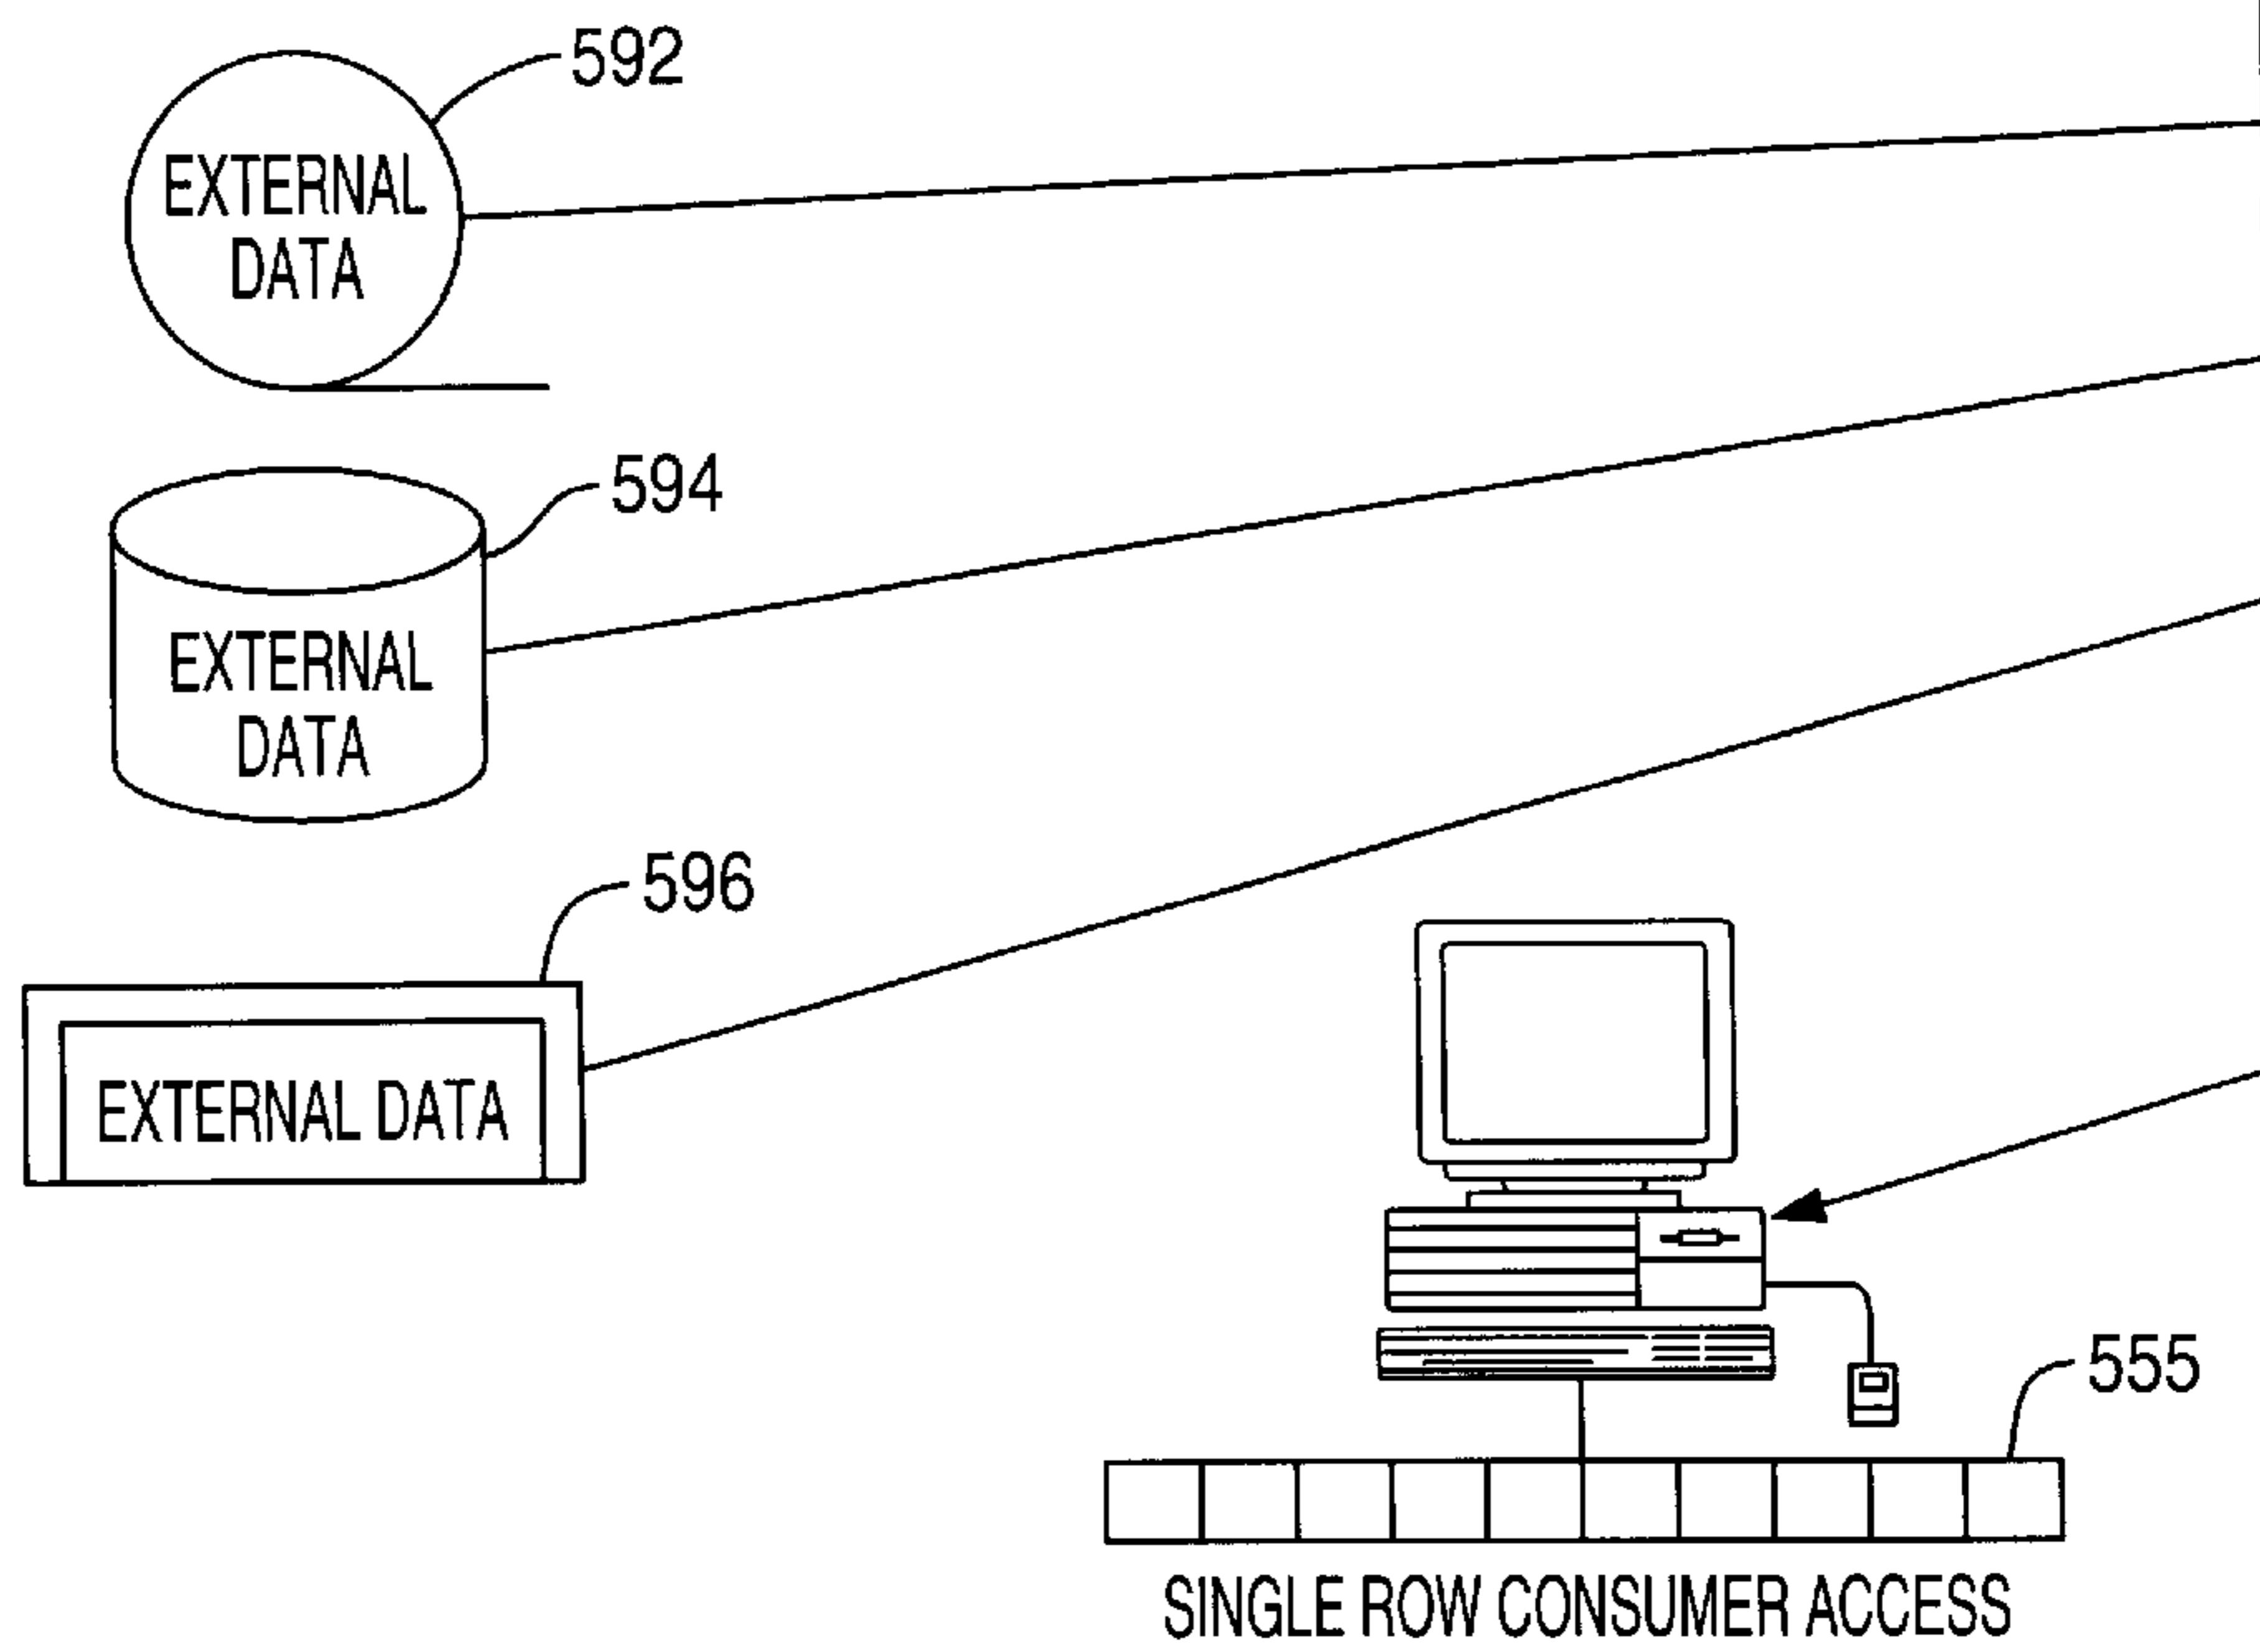 592
EXTERNAL
DATA
594
EXTERNAL
DATA
596
EXTERNAL DATA
555
SINGLE ROW CONSUMER ACCESS